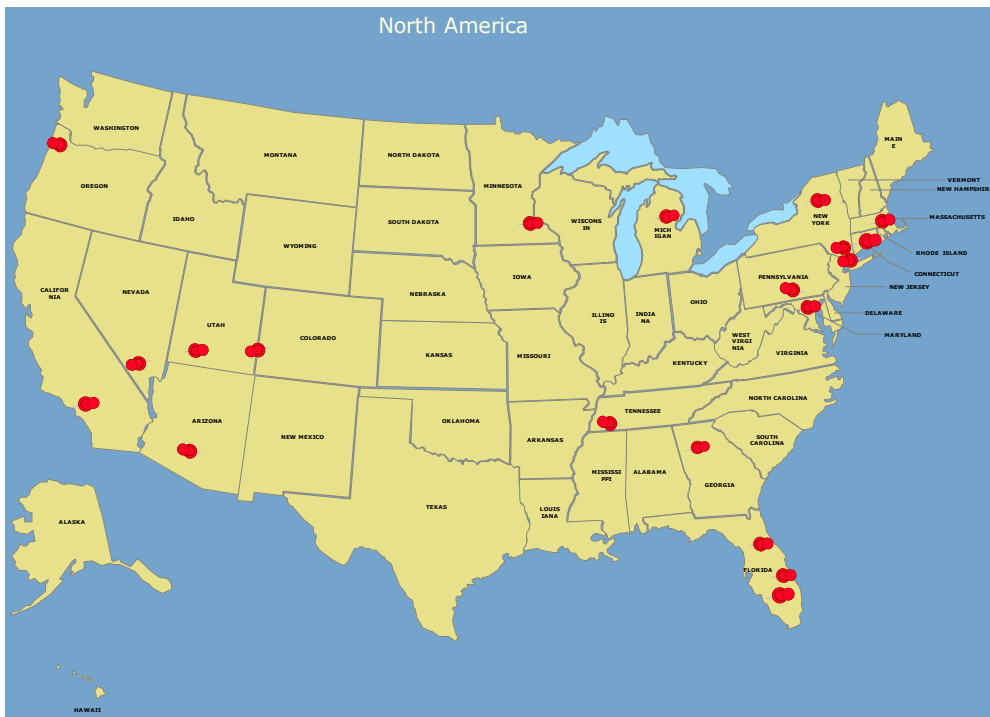 North America
WASHINGTON
MAIN
E
MONTANA
NORTH DAKOTA
VERMONT
NEW HAMPSHIR
OREGON
MINNESOTA
IDAHO
SOUTH DAKOTA
WISCONS
IN
MICH
IGAN
NEW
YORK
MASSACHUSETTS
WYOMING
RHODE ISLAND
CONNECTICUT
IOWA
PENNSYLVANIA
NEW JERSEY
CALIFOR
NIA
NEVADA
NEBRASKA
OHIO
ILLINO
IS
INDIA
NA
DELAWARE
UTAH
COLORADO
WEST
VIRGI
NIA
MARYLAND
KANSAS
MISSOURI
VIRGINIA
KENTUCKY
NORTH CAROLINA
TENNESSEE
ARIZONA
OKLAHOMA
NEW MEXICO
ARKANSAS
SOUTH
CAROLINA
MISSISSI
PPI
ALABAMA
GEORGIA
TEXAS
LOUIS
IANA
ALASKA
FLORIDA
HAWAII